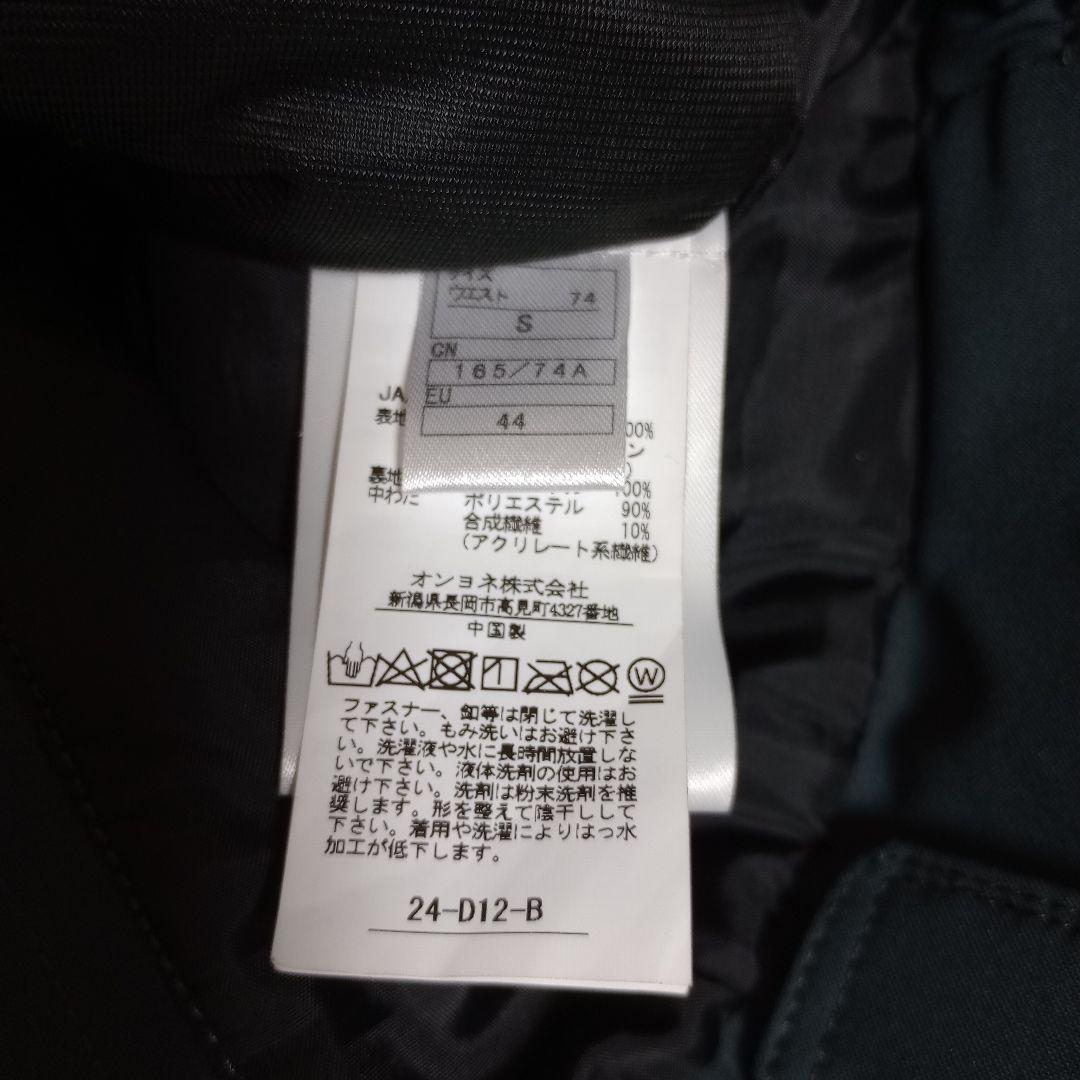 サイズ
ウエスト 74
S
CN
165/74A
EU
44
JA
表地 00%
ン
)
裏地 100%
中わた ポリエステル 90%
合成繊維 10%
(アクリレート系繊維)
オンヨネ株式会社
新潟県長岡市高見町4327番地
中国製
W
ファスナー、釦等は閉じて洗濯し
て下さい。もみ洗いはお避け下さ
い。洗濯液や水に長時間放置しな
いで下さい。液体洗剤の使用はお
避け下さい。洗剤は粉末洗剤を推
奨します。形を整えて陰干しして
下さい。着用や洗濯によりはっ水
加工が低下します。
24-D12-B